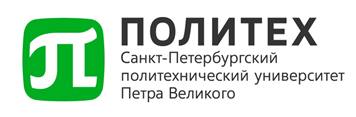 ПОЛИТЕХ
Санкт-Петербургский
политехнический университет
Петра Великого